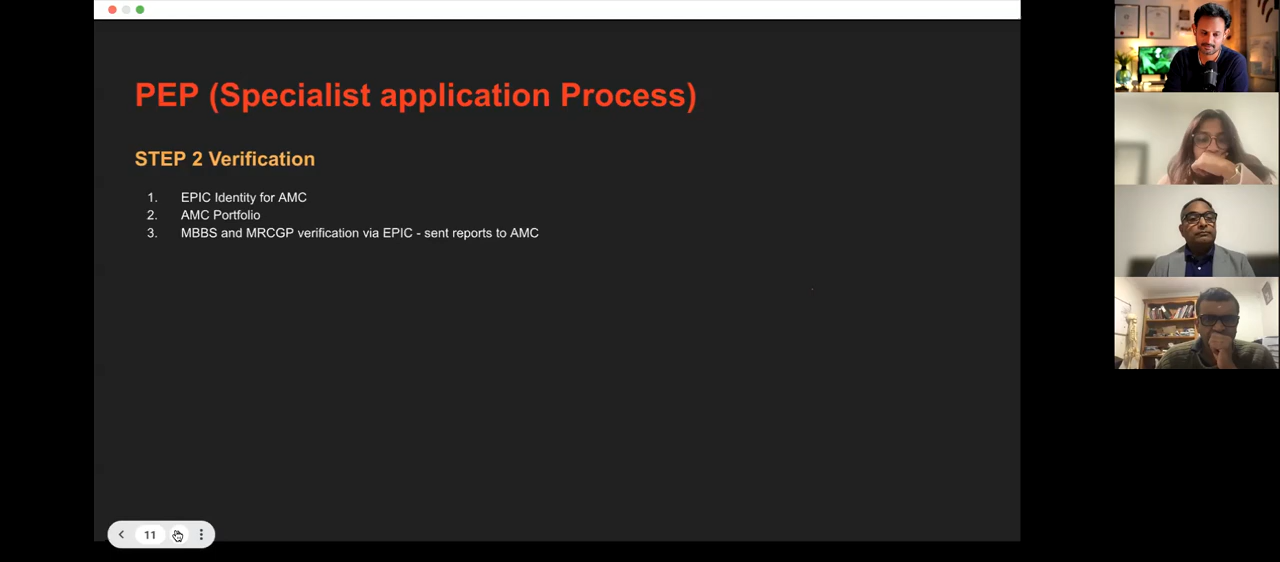 PEP (Specialist application Process)
STEP 2 Verification
1. EPIC Identity for AMC
2. AMC Portfolio
3. MBBS and MRCGP verification via EPIC - sent reports to AMC
11